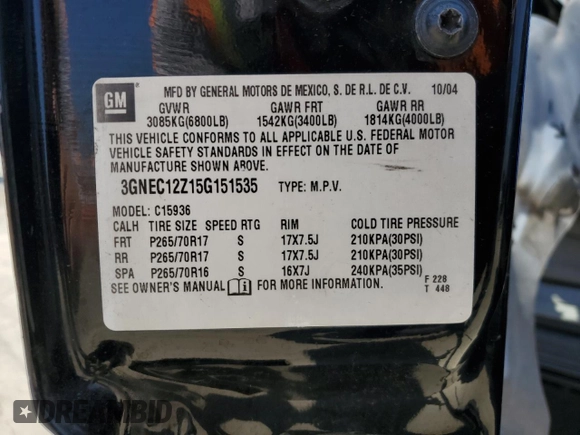 GM
MFD BY GENERAL MOTORS DE MEXICO, S. DE R.L. DE C.V. 10/04
GVWR GAWR FRT GAWR RR
3085KG(6800LB) 1542KG(3400LB) 1814KG(4000LB)
THIS VEHICLE CONFORMS TO ALL APPLICABLE U.S. FEDERAL MOTOR
VEHICLE SAFETY STANDARDS IN EFFECT ON THE DATE OF
MANUFACTURE SHOWN ABOVE.
3GNEC12Z15G151535 TYPE: M.P.V.
MODEL: C15936
CALH TIRE SIZE SPEED RTG RIM COLD TIRE PRESSURE
FRT P265/70R17 S 17X7.5J 210KPA(30PSI)
RR P265/70R17 S 17X7.5J 210KPA(30PSI)
SPA P265/70R16 S 16X7J 240KPA(35PSI)
SEE OWNER'S MANUAL FOR MORE INFORMATION.
F 228
T 448
DREAMBID